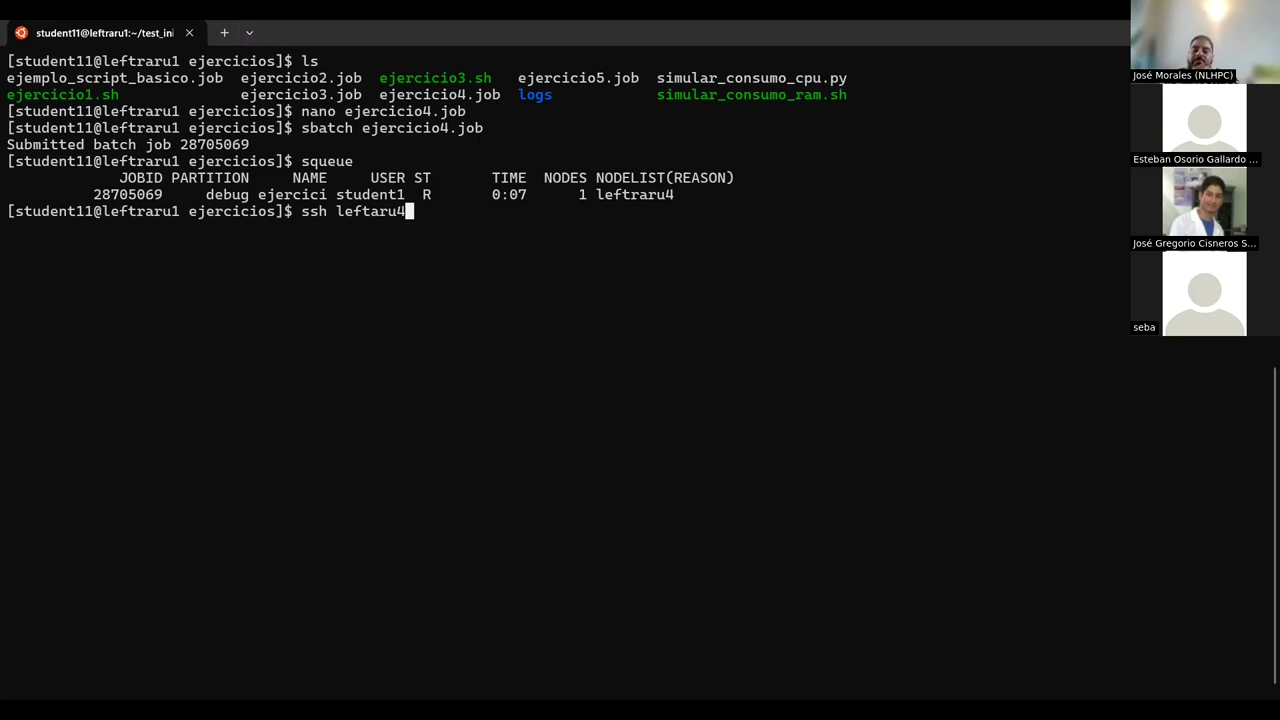 student11@leftraru1:~/test_ini
[student11@leftraru1 ejercicios]$ ls
ejemplo_script_basico.job ejercicio2.job ejercicio3.sh ejercicio5.job simular_consumo_cpu.py
ejercicio1.sh ejercicio3.job ejercicio4.job logs simular_consumo_ram.sh
[student11@leftraru1 ejercicios]$ nano ejercicio4.job
[student11@leftraru1 ejercicios]$ sbatch ejercicio4.job
Submitted batch job 28705069
[student11@leftraru1 ejercicios]$ squeue
JOBID PARTITION NAME USER ST TIME NODES NODELIST(REASON)
28705069 debug ejercici student1 R 0:07 1 leftraru4
[student11@leftraru1 ejercicios]$ ssh leftaru4
José Morales (NLHPC)
Esteban Osorio Gallardo ...
José Gregorio Cisneros S...
seba